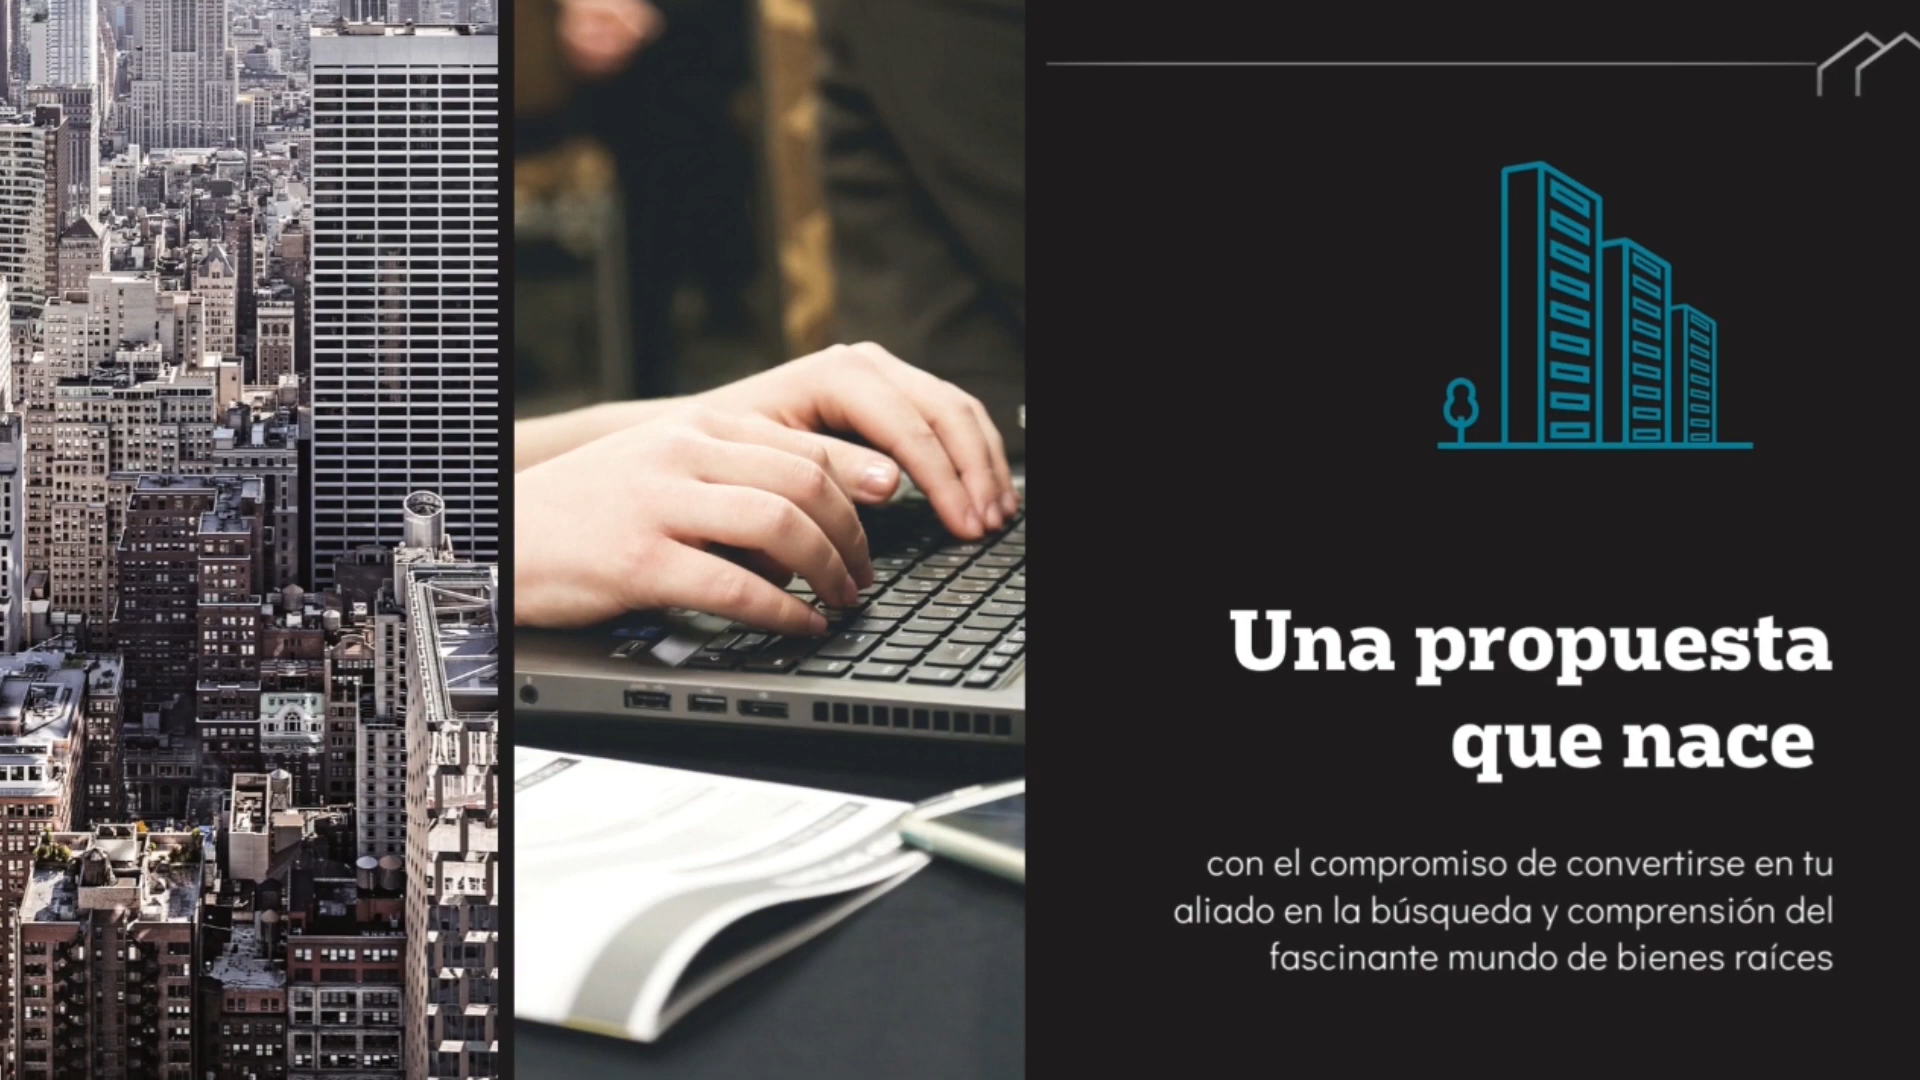 Una propuesta
que nace
con el compromiso de convertirse en tu
aliado en la búsqueda y comprensión del
fascinante mundo de bienes raíces